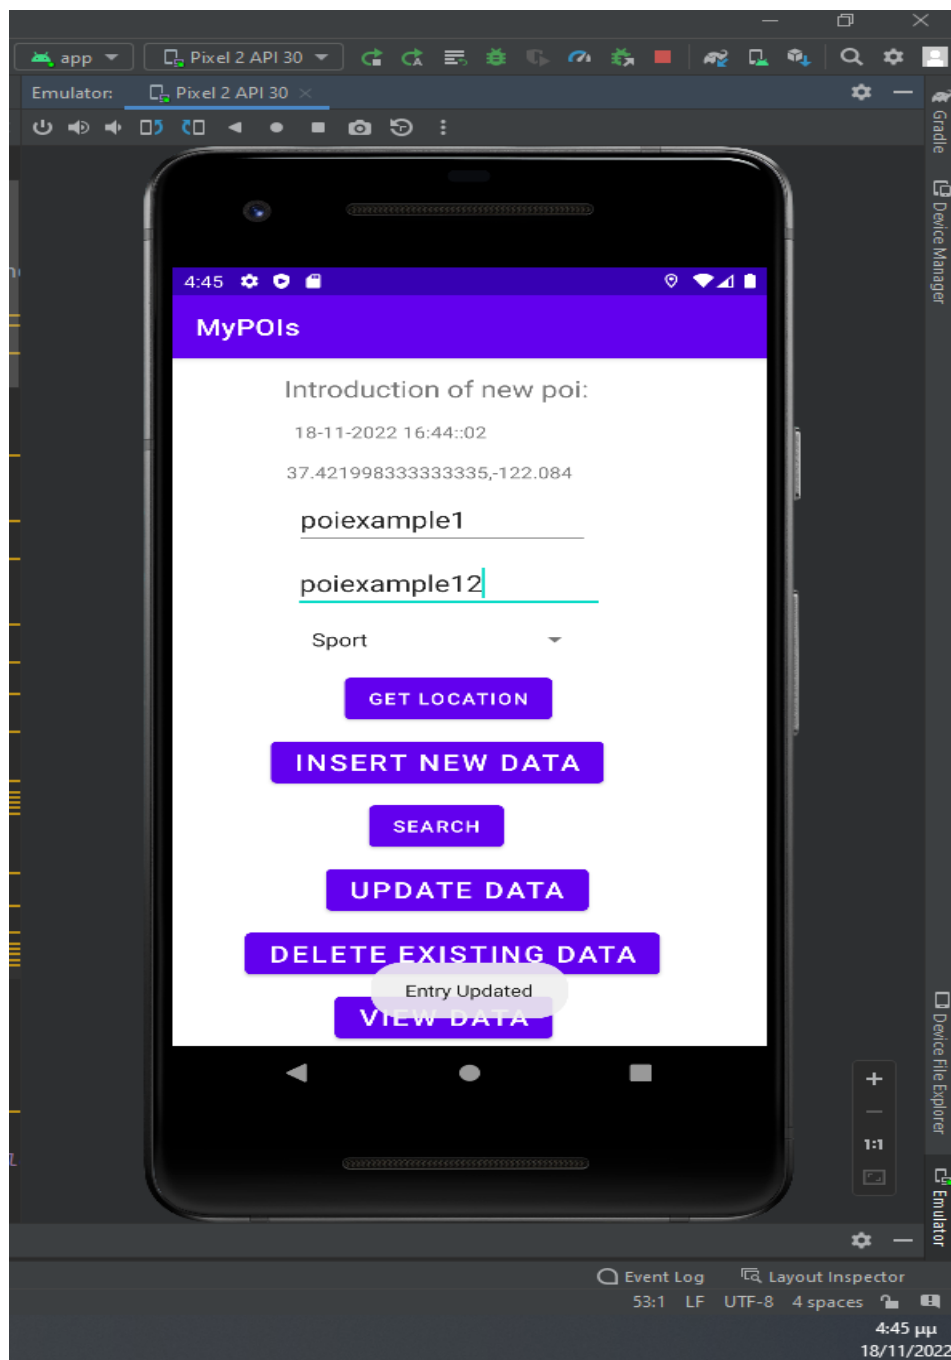 app
Pixel 2 API 30
Emulator:
Pixel 2 API 30
Gradle
Device Manager
4:45
MyPOIs
Introduction of new poi:
18-11-2022 16:44::02
37.421998333333335,-122.084
poiexample1
poiexample12
Sport
GET LOCATION
INSERT NEW DATA
SEARCH
UPDATE DATA
DELETE EXISTING DATA
Entry Updated
VIEW DATA
Device File Explorer
1:1
Emulator
Event Log
Layout Inspector
53:1 LF UTF-8 4 spaces
4:45 μμ
18/11/2022